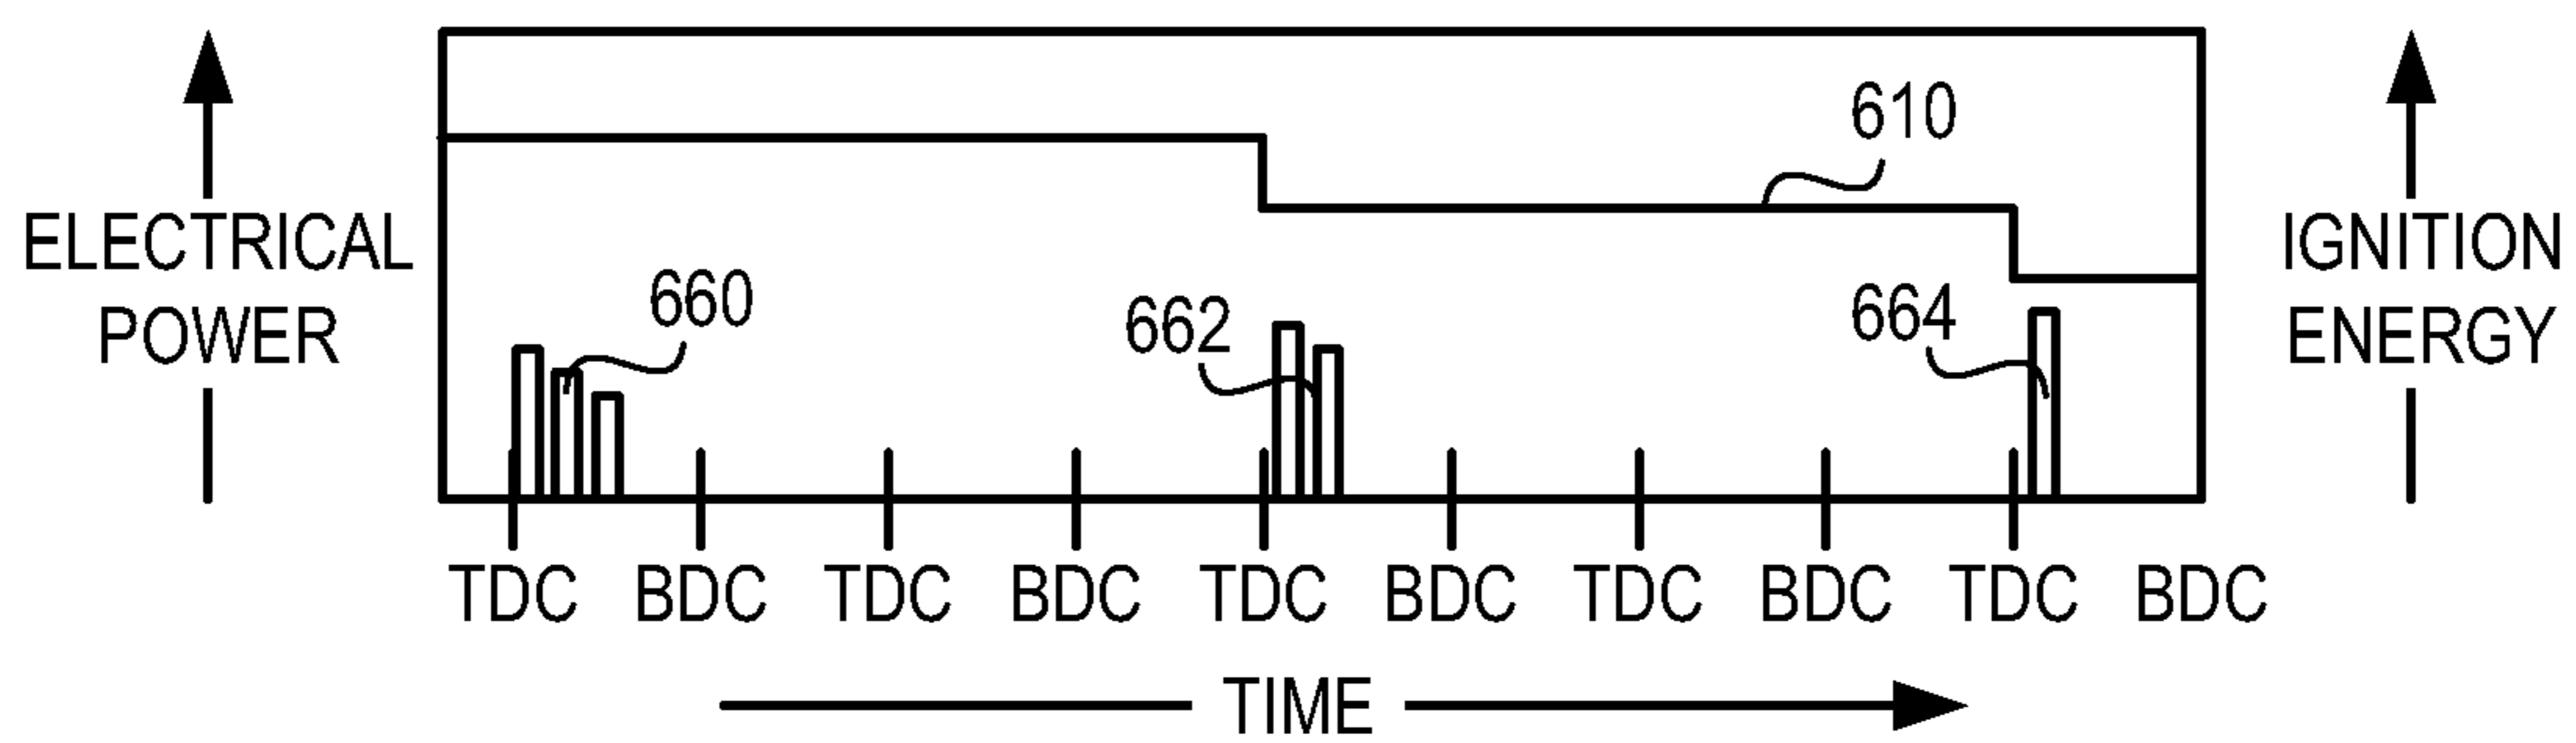 610
ELECTRICAL
POWER
IGNITION
ENERGY
660
662
664
TDC BDC TDC BDC TDC BDC TDC BDC TDC BDC
TIME